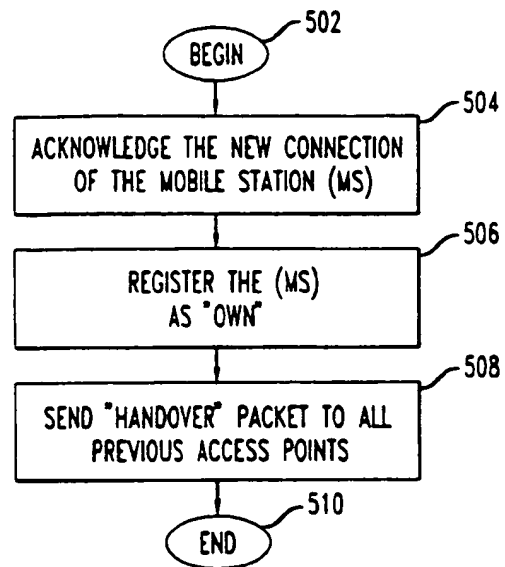 502
BEGIN
504
ACKNOWLEDGE THE NEW CONNECTION
OF THE MOBILE STATION (MS)
506
REGISTER THE (MS)
AS "OWN"
508
SEND "HANDOVER" PACKET TO ALL
PREVIOUS ACCESS POINTS
510
END